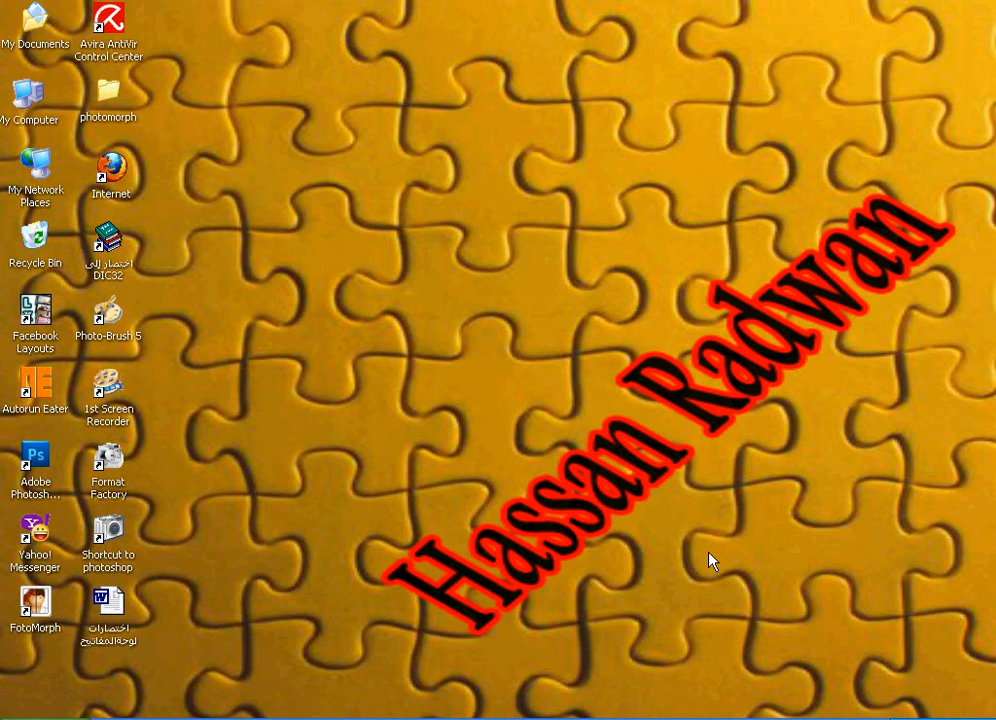 My Documents
Avira AntiVir
Control Center
My Computer
photomorph
My Network
Places
Internet
Recycle Bin
اختصار إلى
DIC32
Facebook
Layouts
Photo-Brush 5
Autorun Eater
1st Screen
Recorder
Adobe
Photosh...
Format
Factory
Yahoo!
Messenger
Shortcut to
photoshop
FotoMorph
اختصارات
لوحةالمفاتيح
Ps
Hassan Radwan